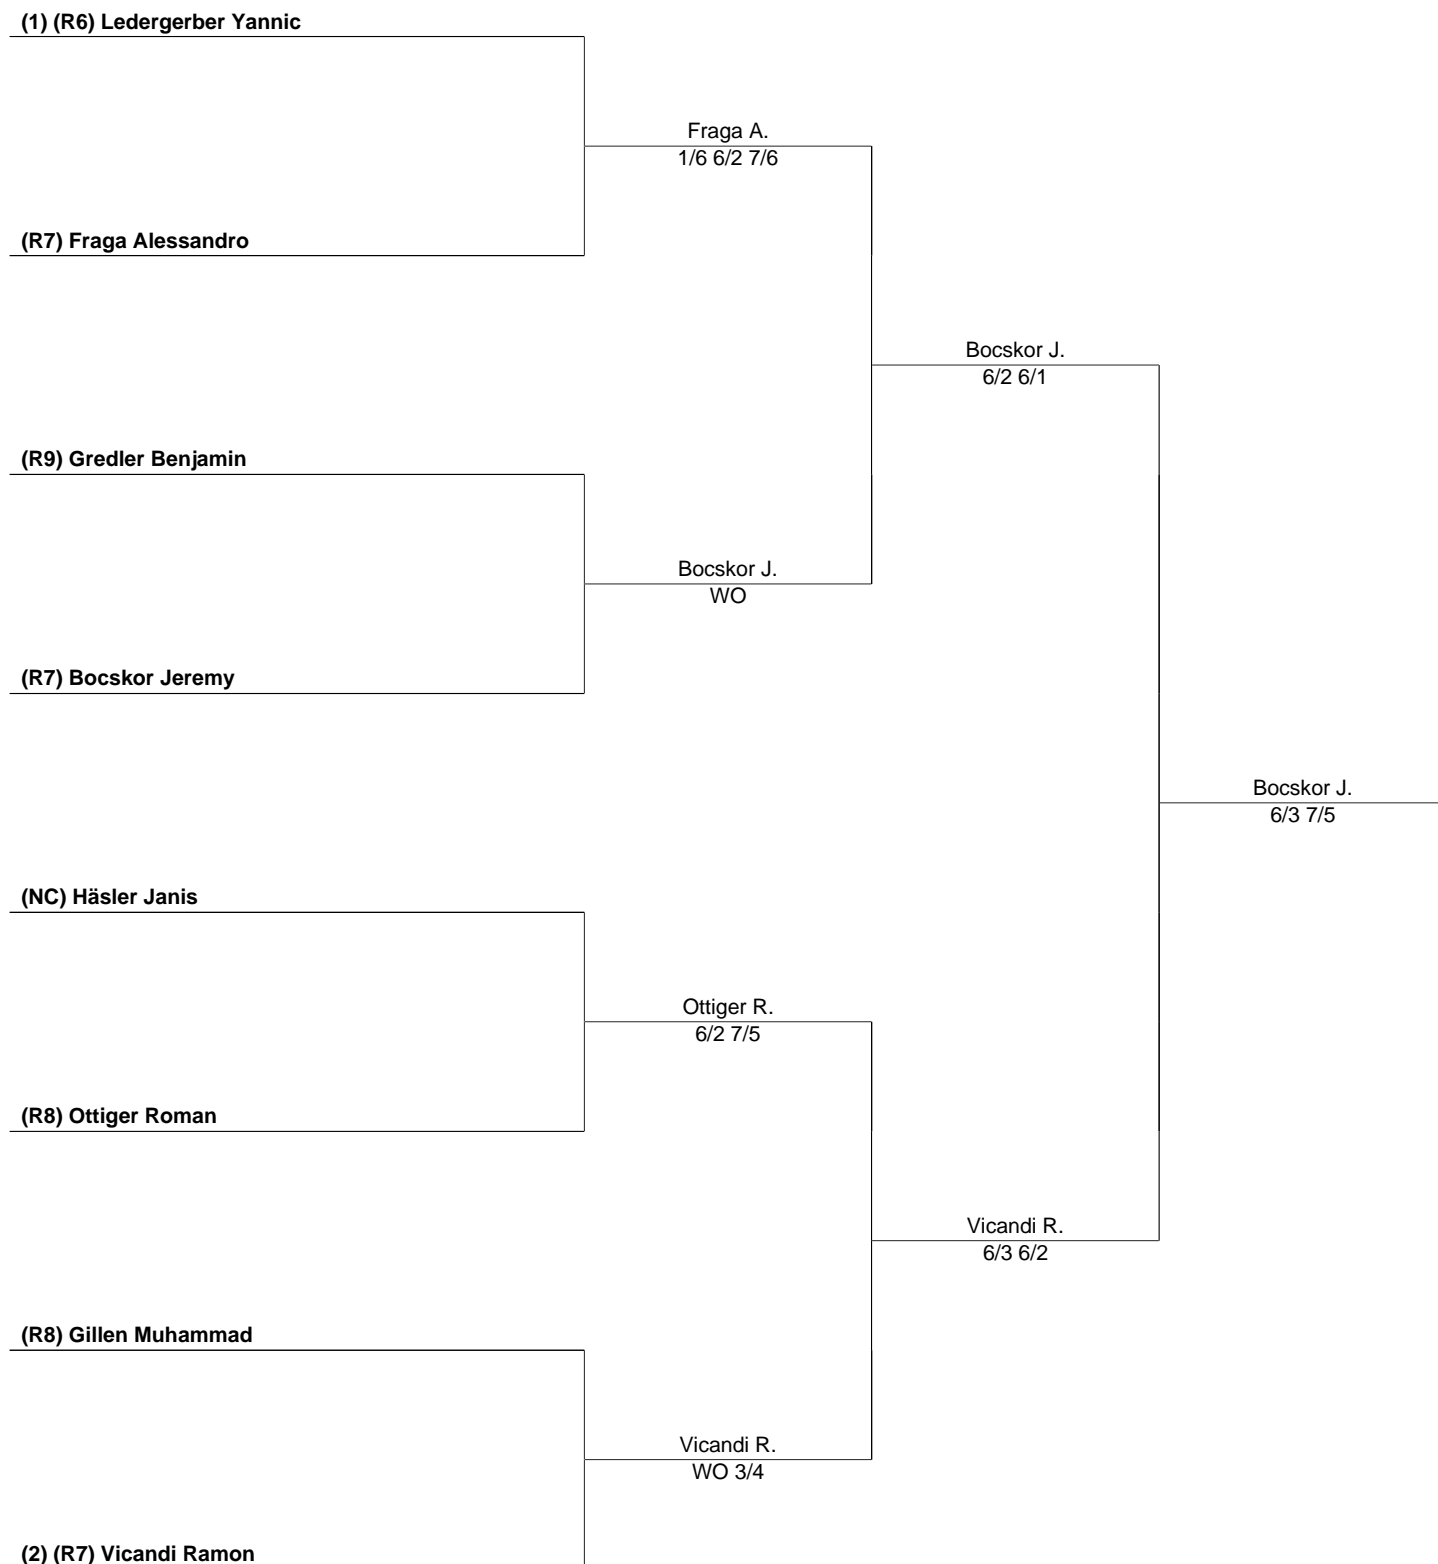 (1) (R6) Ledergerber Yannic
Fraga A.
1/6 6/2 7/6
(R7) Fraga Alessandro
Bocskor J.
6/2 6/1
(R9) Gredler Benjamin
Bocskor J.
WO
(R7) Bocskor Jeremy
Bocskor J.
6/3 7/5
(NC) Häsler Janis
Ottiger R.
6/2 7/5
(R8) Ottiger Roman
Vicandi R.
6/3 6/2
(R8) Gillen Muhammad
Vicandi R.
WO 3/4
(2) (R7) Vicandi Ramon